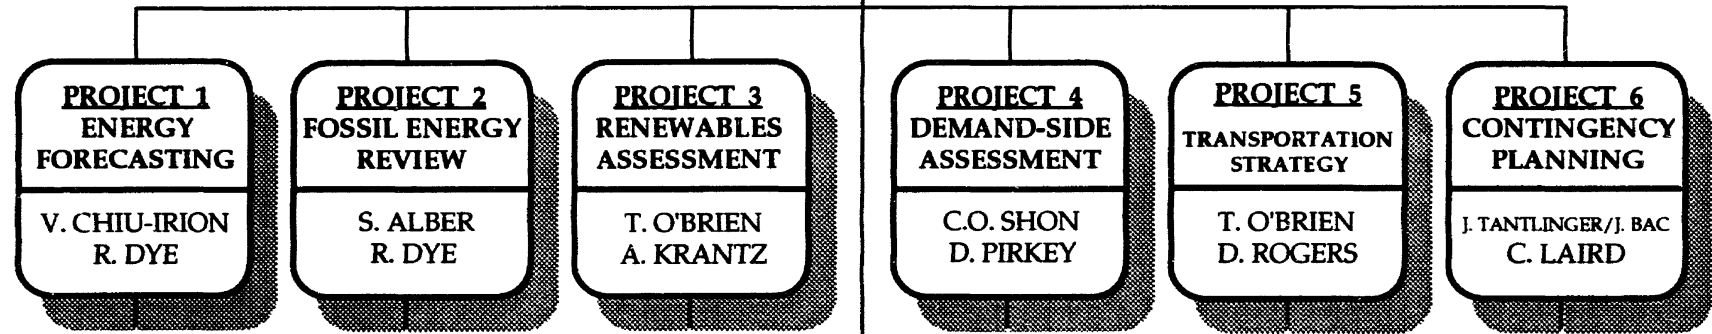 PROJECT 1
ENERGY
FORECASTING
V. CHIU-IRION
R. DYE
PROJECT 2
FOSSIL ENERGY
REVIEW
S. ALBER
R. DYE
PROJECT 3
RENEWABLES
ASSESSMENT
T. O'BRIEN
A. KRANTZ
PROJECT 4
DEMAND-SIDE
ASSESSMENT
C.O. SHON
D. PIRKEY
PROJECT 5
TRANSPORTATION
STRATEGY
T. O'BRIEN
D. ROGERS
PROJECT 6
CONTINGENCY
PLANNING
J. TANTLINGER/J. BAC
C. LAIRD